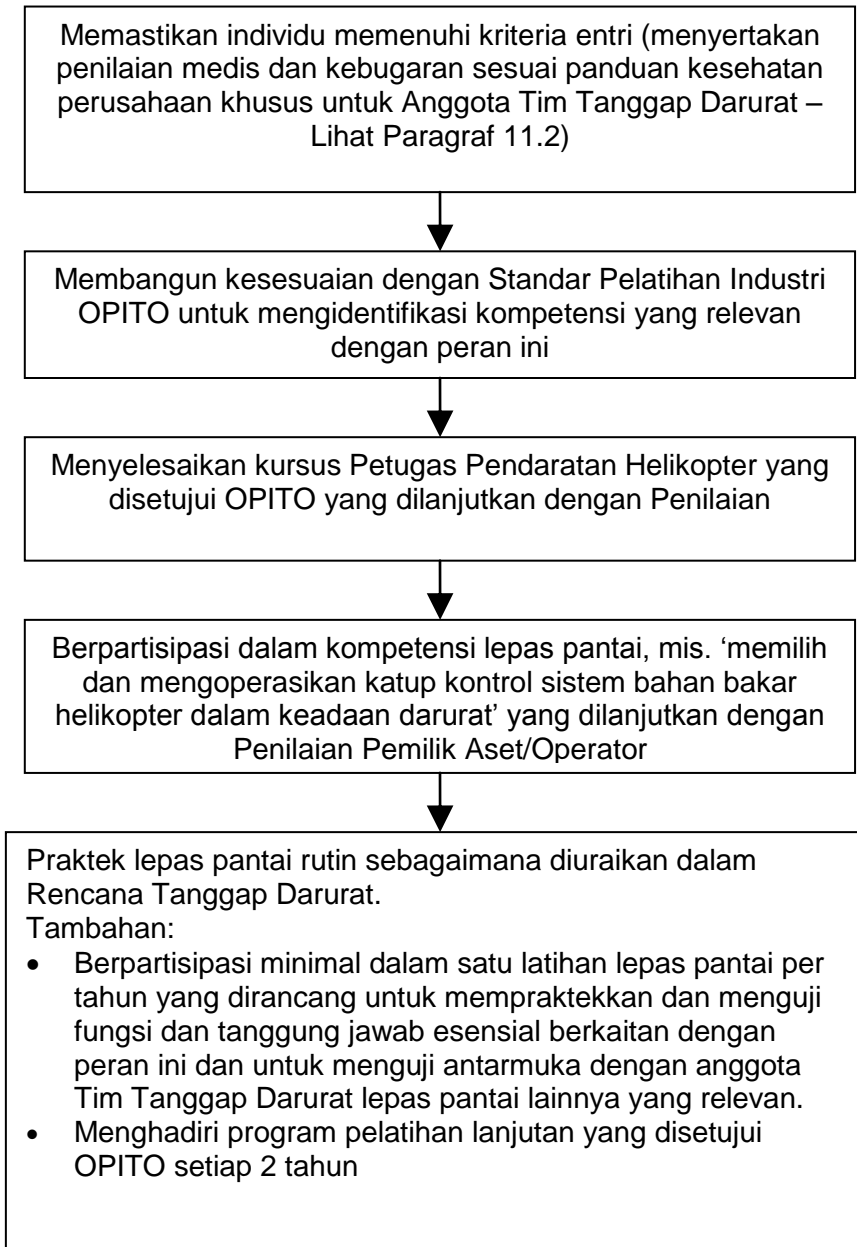 Memastikan individu memenuhi kriteria entri (menyertakan
penilaian medis dan kebugaran sesuai panduan kesehatan
perusahaan khusus untuk Anggota Tim Tanggap Darurat –
Lihat Paragraf 11.2)
Membangun kesesuaian dengan Standar Pelatihan Industri
OPITO untuk mengidentifikasi kompetensi yang relevan
dengan peran ini
Menyelesaikan kursus Petugas Pendaratan Helikopter yang
disetujui OPITO yang dilanjutkan dengan Penilaian
Berpartisipasi dalam kompetensi lepas pantai, mis. ‘memilih
dan mengoperasikan katup kontrol sistem bahan bakar
helikopter dalam keadaan darurat’ yang dilanjutkan dengan
Penilaian Pemilik Aset/Operator
Praktek lepas pantai rutin sebagaimana diuraikan dalam
Rencana Tanggap Darurat.
Tambahan:
• Berpartisipasi minimal dalam satu latihan lepas pantai per
tahun yang dirancang untuk mempraktekkan dan menguji
fungsi dan tanggung jawab esensial berkaitan dengan
peran ini dan untuk menguji antarmuka dengan anggota
Tim Tanggap Darurat lepas pantai lainnya yang relevan.
• Menghadiri program pelatihan lanjutan yang disetujui
OPITO setiap 2 tahun